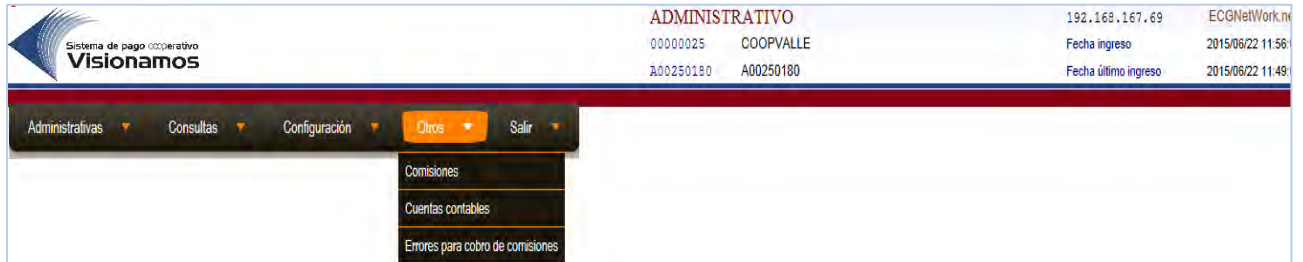 Sistema de pago cooperativo
Visionamos
ADMINISTRATIVO
00000025 COOPVALLE
A00250180 A00250180
192.168.167.69 ECGNetWork.ne
Fecha ingreso 2015/06/22 11:56:
Fecha último ingreso 2015/06/22 11:49:
Administrativas Consultas Configuración Otros Salir
Comisiones
Cuentas contables
Errores para cobro de comisiones